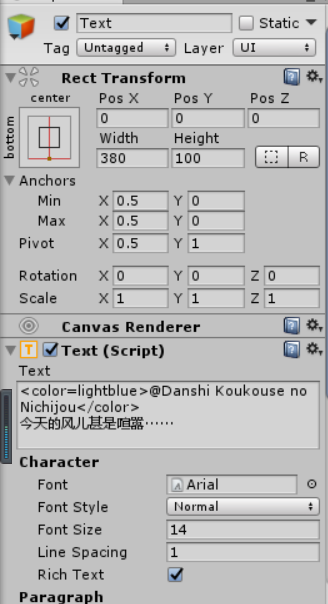 Text Static
Tag Untagged Layer UI
Rect Transform
center Pos X Pos Y Pos Z
bottom 0 0 0
Width Height
380 100 R
Anchors
Min X 0.5 Y 0
Max X 0.5 Y 0
Pivot X 0.5 Y 1
Rotation X 0 Y 0 Z 0
Scale X 1 Y 1 Z 1
Canvas Renderer
T Text (Script)
Text
<color=lightblue>@Danshi Koukouse no
Nichijou</color>
今天的风儿甚是喧嚣……
Character
Font Arial
Font Style Normal
Font Size 14
Line Spacing 1
Rich Text
Paragraph